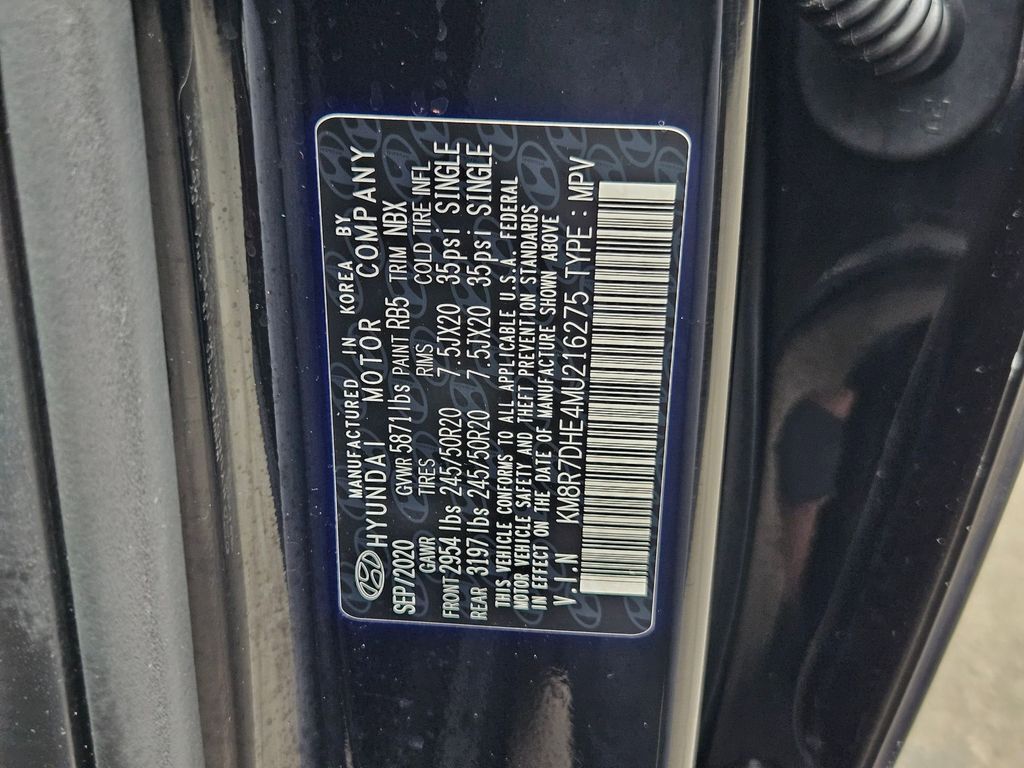 MANUFACTURED IN KOREA BY
HYUNDAI MOTOR COMPANY
SEP/2020 GVWR 5871lbs PAINT RB5 TRIM NBX
GAWR TIRES RIMS COLD TIRE INFL
FRONT 2954 lbs 245/50R20 7.5JX20 35psi SINGLE
REAR 3197 lbs 245/50R20 7.5JX20 35psi SINGLE
THIS VEHICLE CONFORMS TO ALL APPLICABLE U.S.A. FEDERAL
MOTOR VEHICLE SAFETY AND THEFT PREVENTION STANDARDS
IN EFFECT ON THE DATE OF MANUFACTURE SHOWN ABOVE
V.I.N KM8R7DHE4MU216275 TYPE : MPV